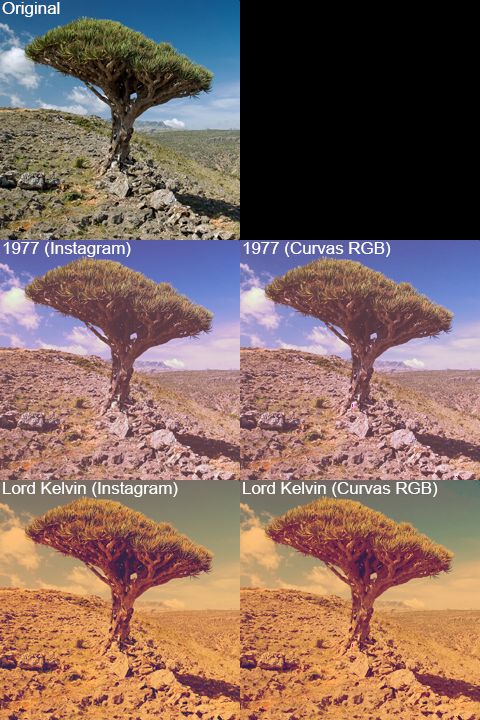 Original
1977 (Instagram)
1977 (Curvas RGB)
Lord Kelvin (Instagram)
Lord Kelvin (Curvas RGB)